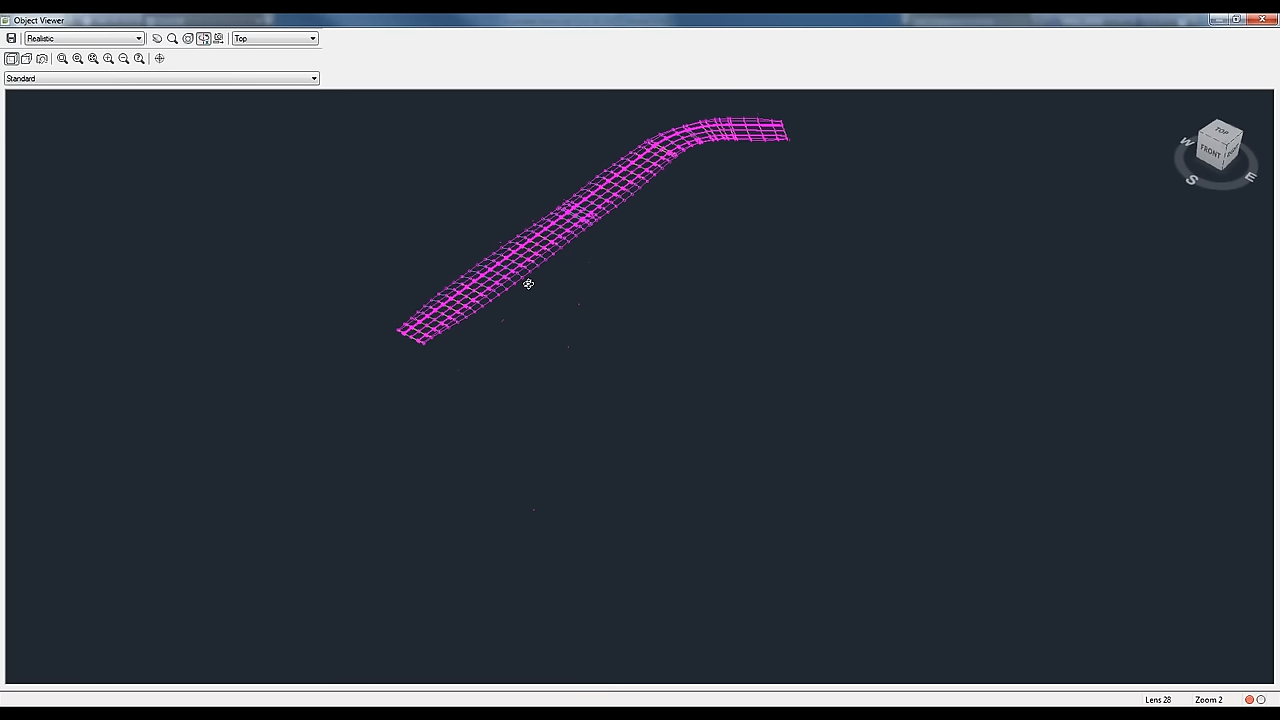 Object Viewer
Realistic
Top
Standard
TOP
FRONT
W
S
E
Lens 28
Zoom 2